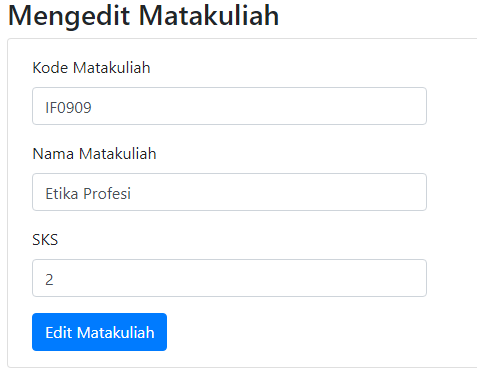 Mengedit Matakuliah
Kode Matakuliah
IF0909
Nama Matakuliah
Etika Profesi
SKS
2
Edit Matakuliah